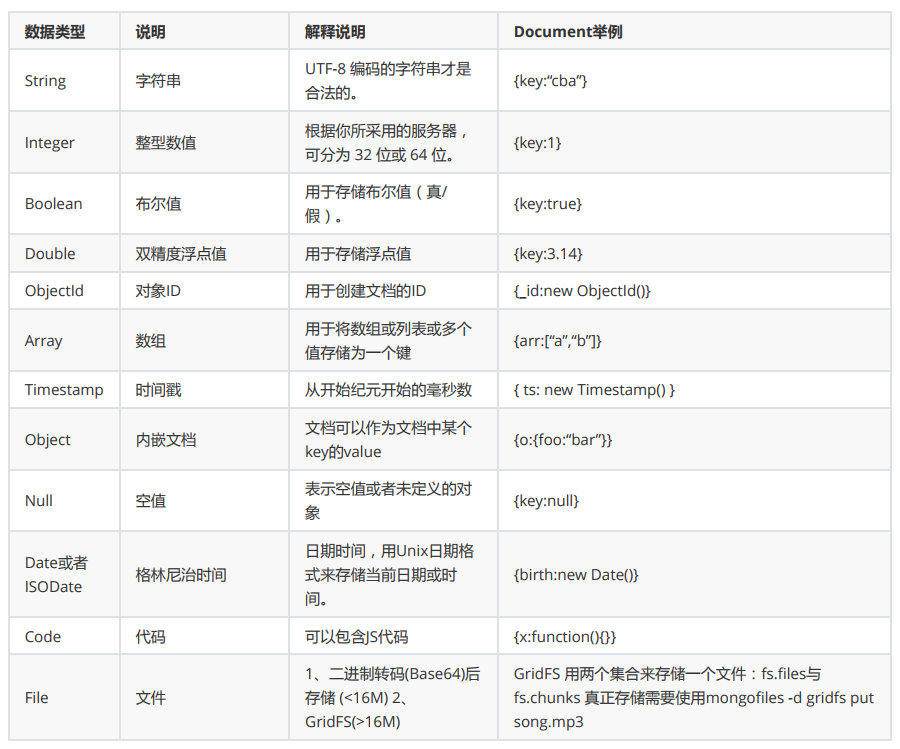 数据类型 说明 解释说明 Document举例
String 字符串 UTF-8 编码的字符串才是
合法的。 {key:“cba”}
Integer 整型数值 根据你所采用的服务器，
可分为 32 位或 64 位。 {key:1}
Boolean 布尔值 用于存储布尔值（真/
假）。 {key:true}
Double 双精度浮点值 用于存储浮点值 {key:3.14}
ObjectId 对象ID 用于创建文档的ID {_id:new ObjectId()}
Array 数组 用于将数组或列表或多个
值存储为一个键 {arr:[“a”,“b”]}
Timestamp 时间戳 从开始纪元开始的毫秒数 { ts: new Timestamp() }
Object 内嵌文档 文档可以作为文档中某个
key的value {o:{foo:“bar”}}
Null 空值 表示空值或者未定义的对
象 {key:null}
Date或者
ISODate 格林尼治时间 日期时间，用Unix日期格
式来存储当前日期或时
间。 {birth:new Date()}
Code 代码 可以包含JS代码 {x:function(){}}
File 文件 1、二进制转码(Base64)后
存储 (<16M) 2、
GridFS(>16M) GridFS 用两个集合来存储一个文件：fs.files与
fs.chunks 真正存储需要使用mongofiles -d gridfs put
song.mp3